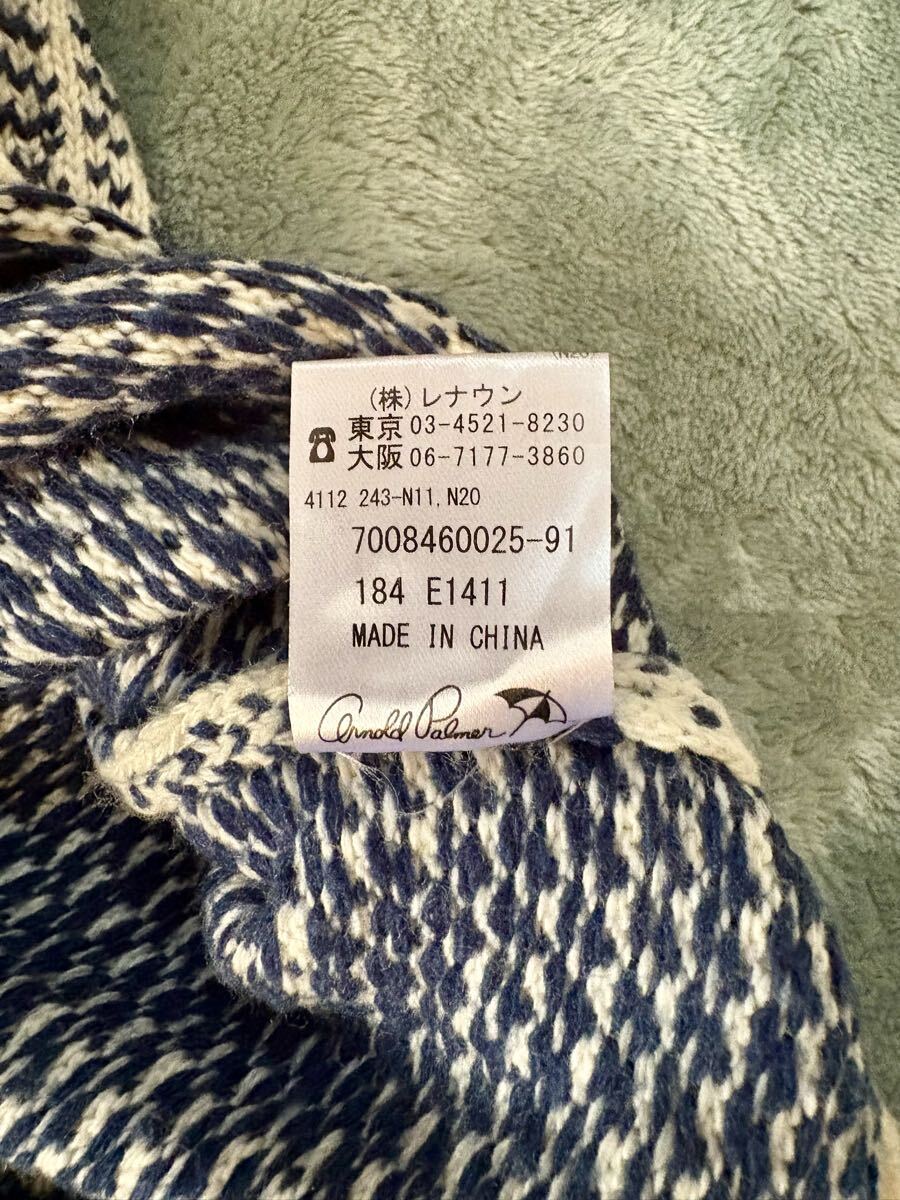 (株)レナウン
東京 03-4521-8230
大阪 06-7177-3860
4112 243-N11, N20
7008460025-91
184 E1411
MADE IN CHINA
Arnold Palmer